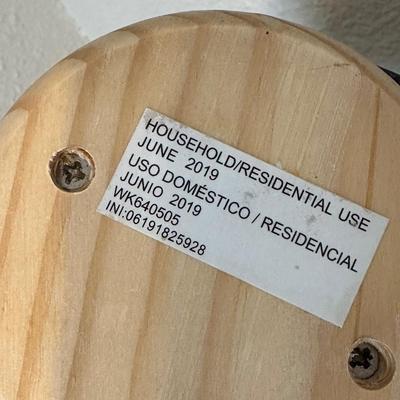 HOUSEHOLD/RESIDENTIAL USE
JUNE 2019
USO DOMÉSTICO / RESIDENCIAL
JUNIO 2019
WK640505
INI:06191825928